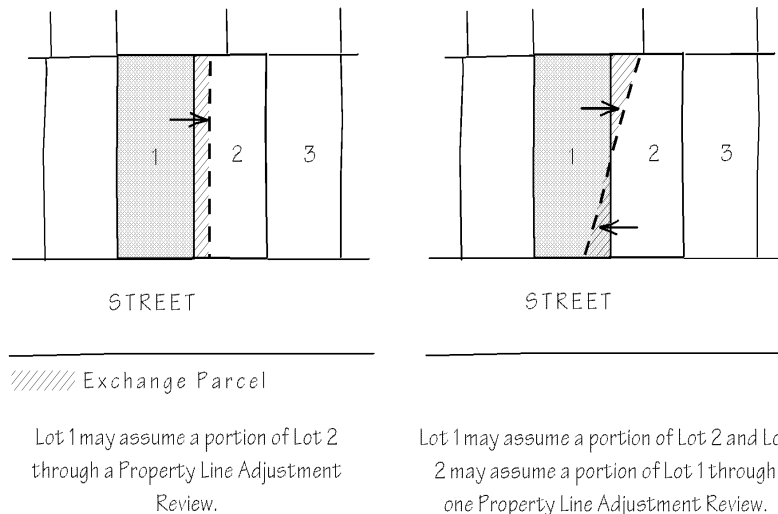 1
2
3
STREET
Exchange Parcel
Lot 1 may assume a portion of Lot 2
through a Property Line Adjustment
Review.
1
2
3
STREET
Lot 1 may assume a portion of Lot 2 and Lo
2 may assume a portion of Lot 1 through
one Property Line Adjustment Review.